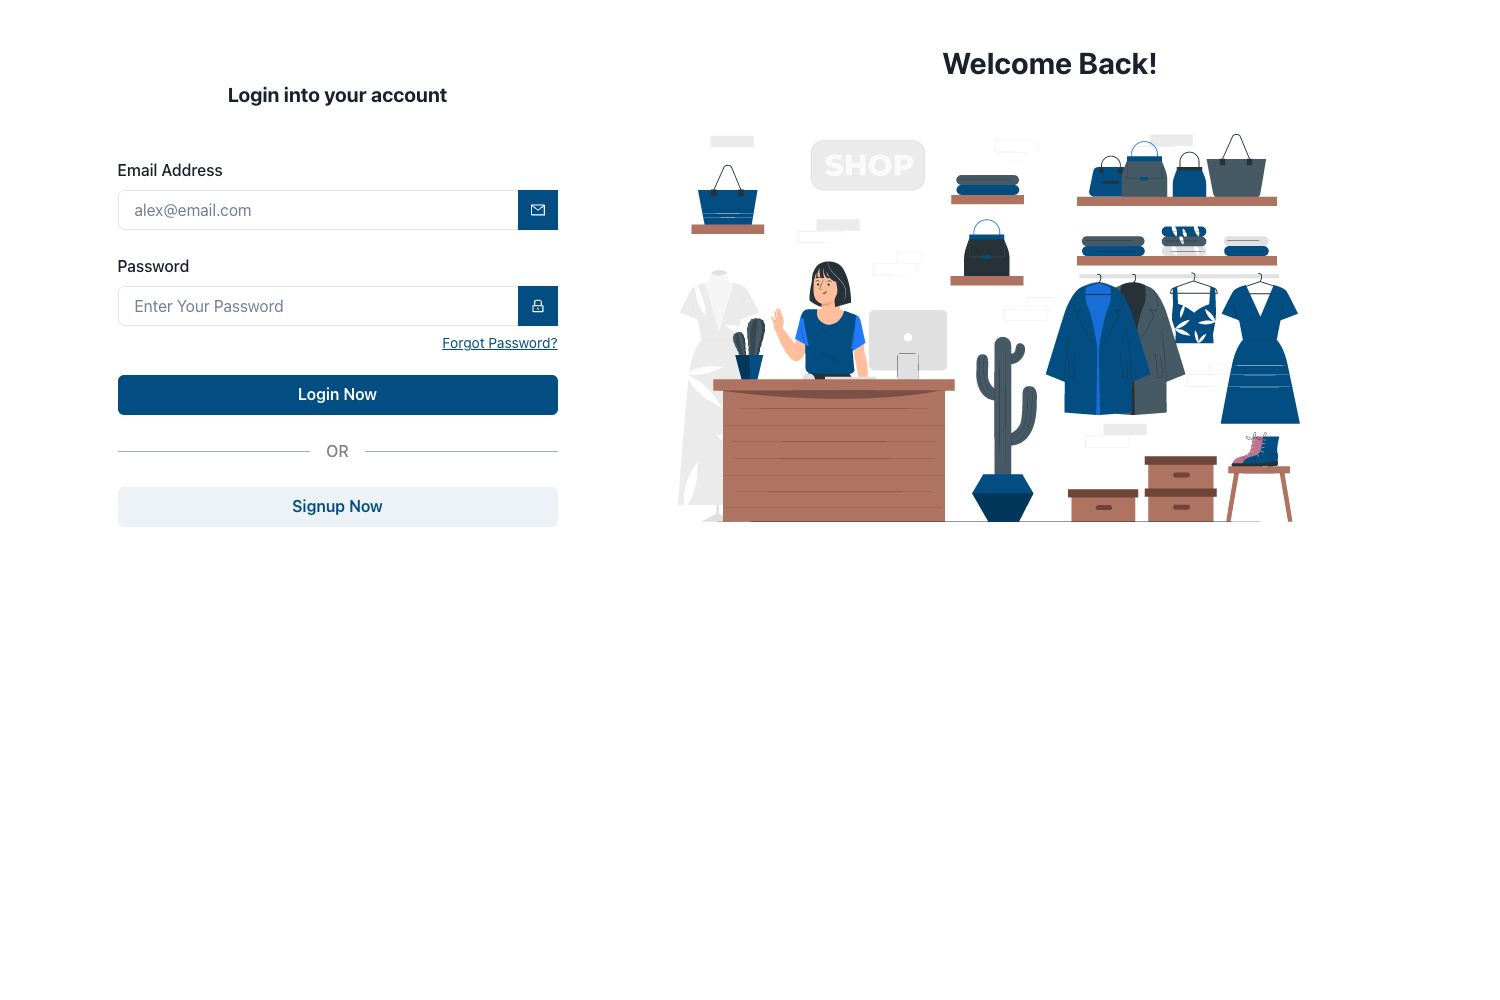 Login into your account
Email Address
alex@email.com
Password
Enter Your Password
Forgot Password?
Login Now
OR
Signup Now
Welcome Back!
SHOP